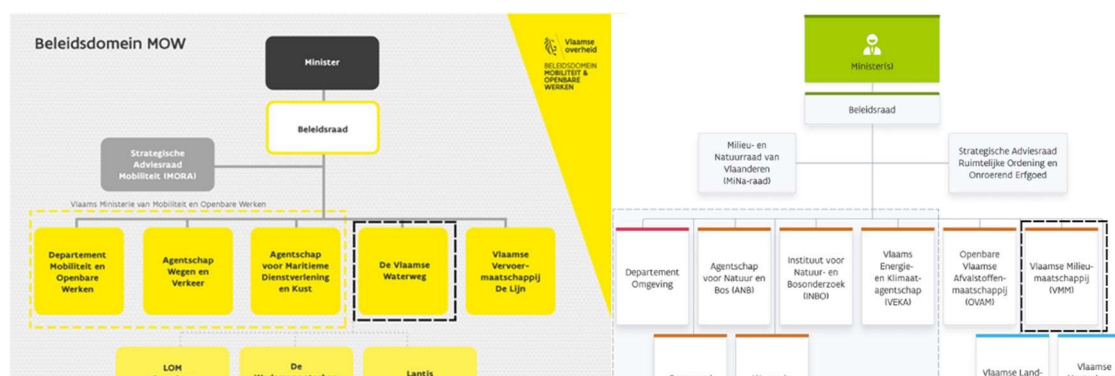 Beleidsdomein MOW
Vlaamse
overheid
BELEIDSDOMEIN
MOBILITEIT &
OPENBARE
WERKEN
Minister
Beleidsraad
Strategische
Adviesraad
Mobiliteit (MORA)
Vlaams Ministerie van Mobiliteit en Openbare Werken
Departement
Mobiliteit en
Openbare
Werken
Agentschap
Wegen en
Verkeer
Agentschap
voor Maritieme
Dienstverlening
en Kust
De Vlaamse
Waterweg
Vlaamse
Vervoer-
maatschappij
De Lijn
LOM
De
Lantis
Minister(s)
Beleidsraad
Milieu- en
Natuurraad van
Vlaanderen
(MiNa-raad)
Strategische Adviesraad
Ruimtelijke Ordening en
Onroerend Erfgoed
Departement
Omgeving
Agentschap
voor Natuur en
Bos (ANB)
Instituut voor
Natuur- en
Bosonderzoek
(INBO)
Vlaams
Energie-
en Klimaat-
agentschap
(VEKA)
Openbare
Vlaamse
Afvalstoffen-
maatschappij
(OVAM)
Vlaamse Milieu-
maatschappij
(VMM)
Vlaamse Land-
Vlaamse